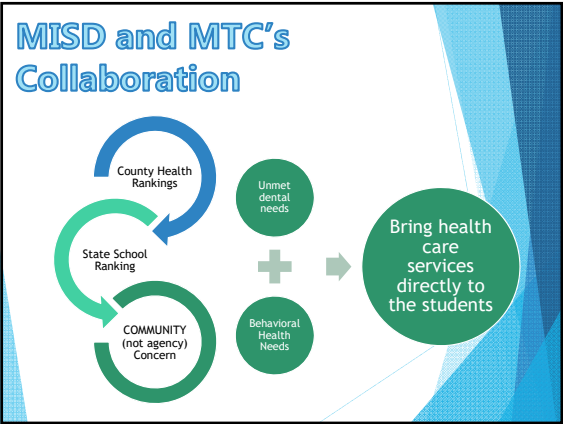 MISD and MTC's
Collaboration
County Health
Rankings
State School
Ranking
COMMUNITY
(not agency)
Concern
Unmet
dental
needs
Behavioral
Health
Needs
Bring health
care
services
directly to
the students